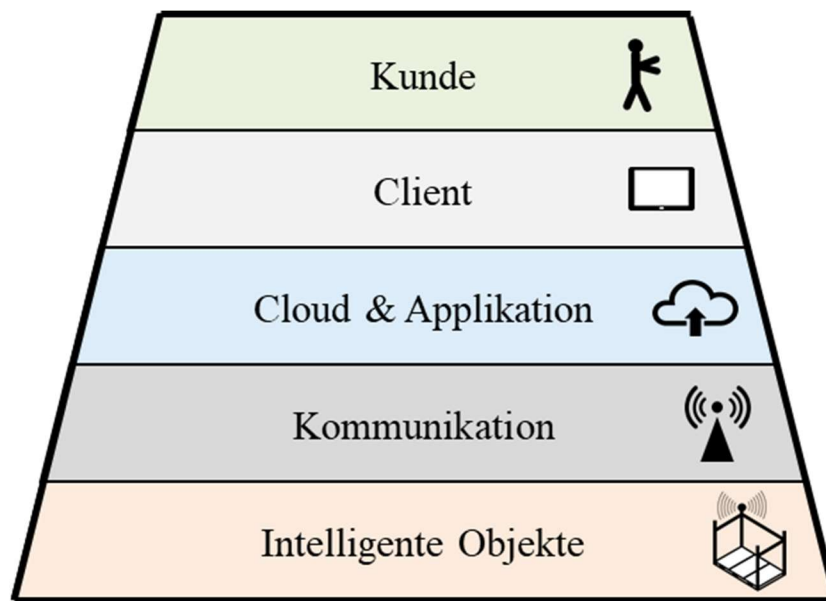 Kunde
Client
Cloud & Applikation
Kommunikation
Intelligente Objekte